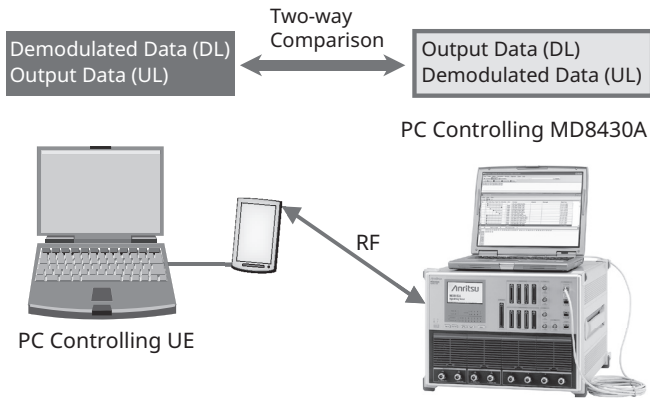 Two-way
Comparison
Demodulated Data (DL)
Output Data (UL)
Output Data (DL)
Demodulated Data (UL)
PC Controlling MD8430A
RF
Anritsu
PC Controlling UE